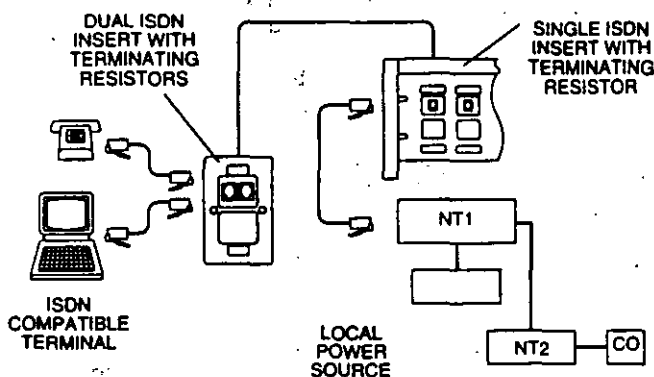 DUAL ISDN
INSERT WITH
TERMINATING
RESISTORS
SINGLE ISDN
INSERT WITH
TERMINATING
RESISTOR
NT1
ISDN
COMPATIBLE
TERMINAL
LOCAL
POWER
SOURCE
NT2
CO